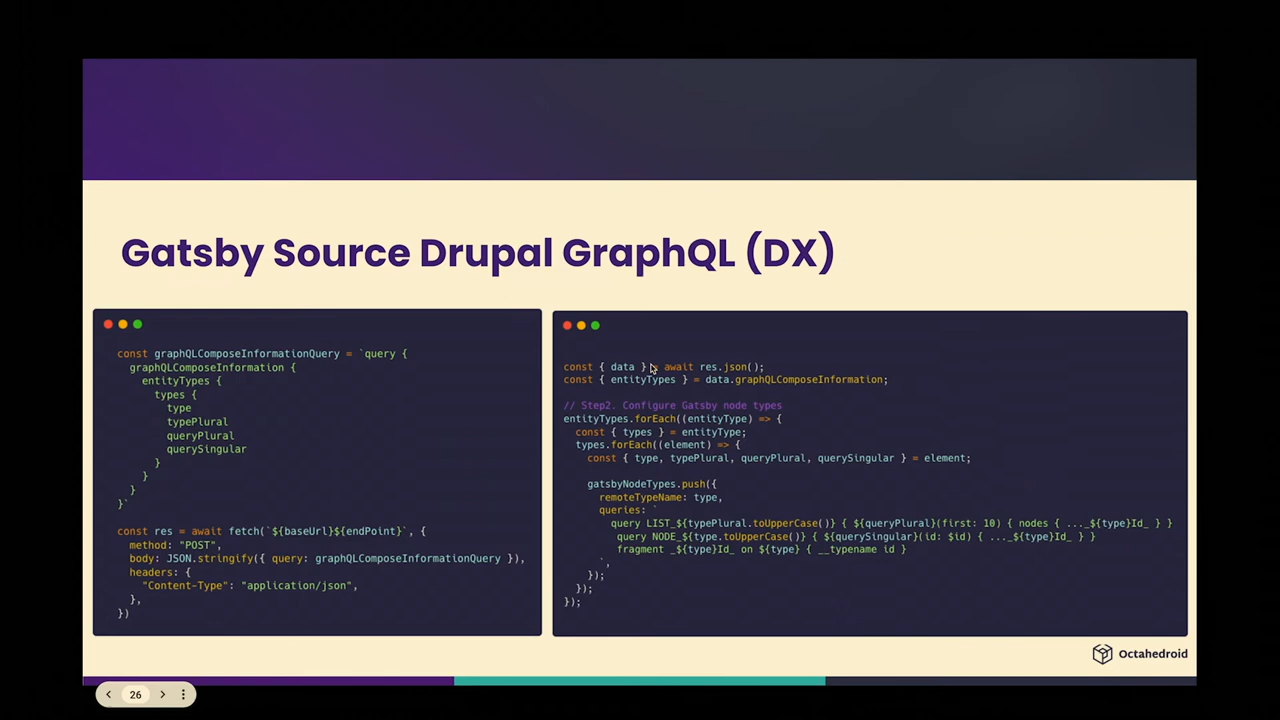 Gatsby Source Drupal GraphQL (DX)
const graphQLComposeInformationQuery = `query {
graphQLComposeInformation {
entityTypes {
types {
type
typePlural
queryPlural
querySingular
}
}
}
}`
const res = await fetch(`${baseUrl}${endPoint}`, {
method: "POST",
body: JSON.stringify({ query: graphQLComposeInformationQuery }),
headers: {
"Content-Type": "application/json",
},
})
const { data } = await res.json();
const { entityTypes } = data.graphQLComposeInformation;
// Step2. Configure Gatsby node types
entityTypes.forEach((entityType) => {
const { types } = entityType;
types.forEach((element) => {
const { type, typePlural, queryPlural, querySingular } = element;
gatsbyNodeTypes.push({
remoteTypeName: type,
queries: `
query LIST_${typePlural.toUpperCase()} { ${queryPlural}(first: 10) { nodes { ..._${type}Id_ } }
query NODE_${type.toUpperCase()} { ${querySingular}(id: $id) { ..._${type}Id_ } }
fragment _${type}Id_ on ${type} { __typename id }
`,
});
});
});
Octahedroid
26